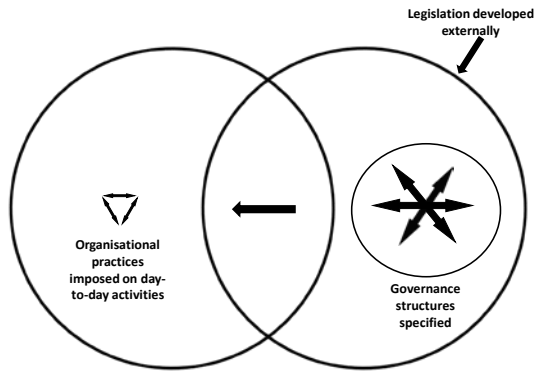 Legislation developed
externally
Organisational
practices
imposed on day-
to-day activities
Governance
structures
specified